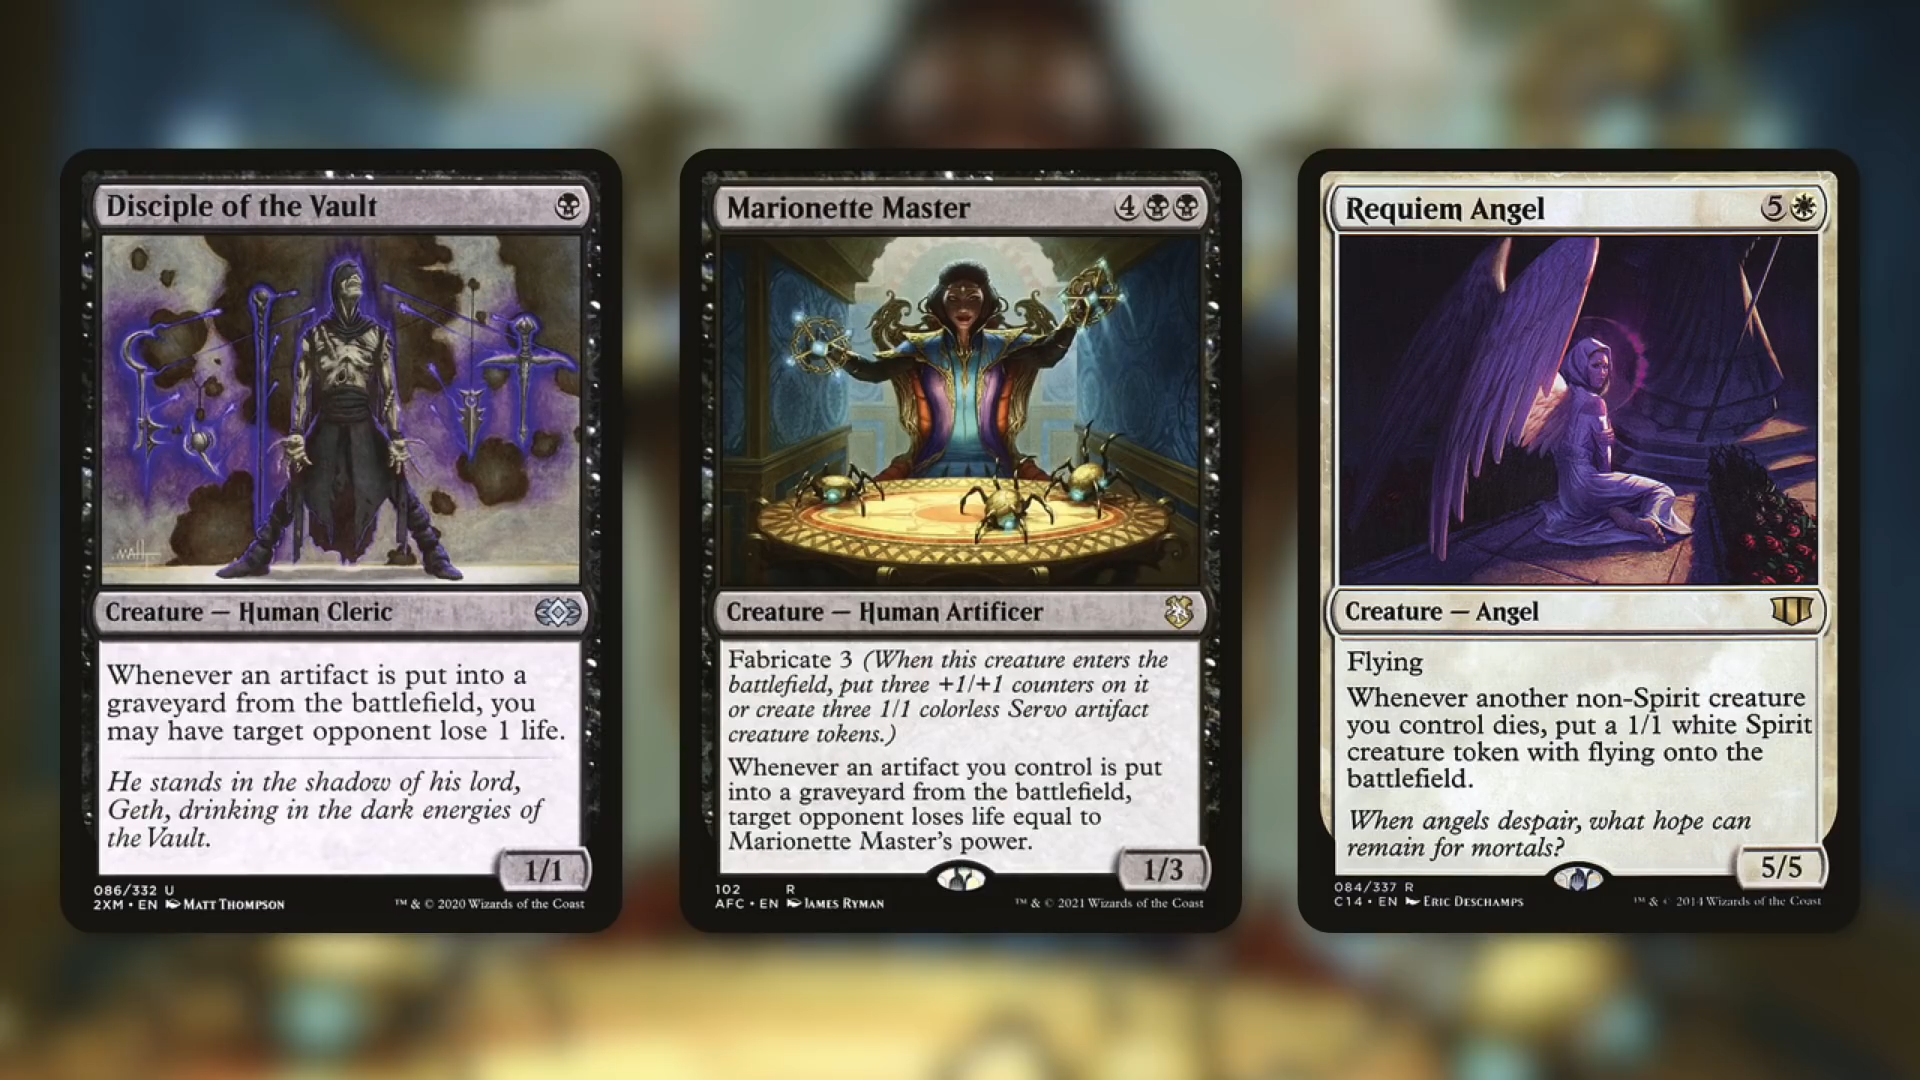 Disciple of the Vault
Creature — Human Cleric
Whenever an artifact is put into a
graveyard from the battlefield, you
may have target opponent lose 1 life.
He stands in the shadow of his lord,
Geth, drinking in the dark energies of
the Vault.
1/1
086/332 U
2XM • EN Matt Thompson
™ & © 2020 Wizards of the Coast
Marionette Master 4
Creature — Human Artificer
Fabricate 3 (When this creature enters the
battlefield, put three +1/+1 counters on it
or create three 1/1 colorless Servo artifact
creature tokens.)
Whenever an artifact you control is put
into a graveyard from the battlefield,
target opponent loses life equal to
Marionette Master's power.
1/3
102 R
AFC • EN James Ryman
™ & © 2021 Wizards of the Coast
Requiem Angel 5
Creature — Angel
Flying
Whenever another non-Spirit creature
you control dies, put a 1/1 white Spirit
creature token with flying onto the
battlefield.
When angels despair, what hope can
remain for mortals?
5/5
084/337 R
C14 • EN Eric Deschamps
™ & © 2014 Wizards of the Coast